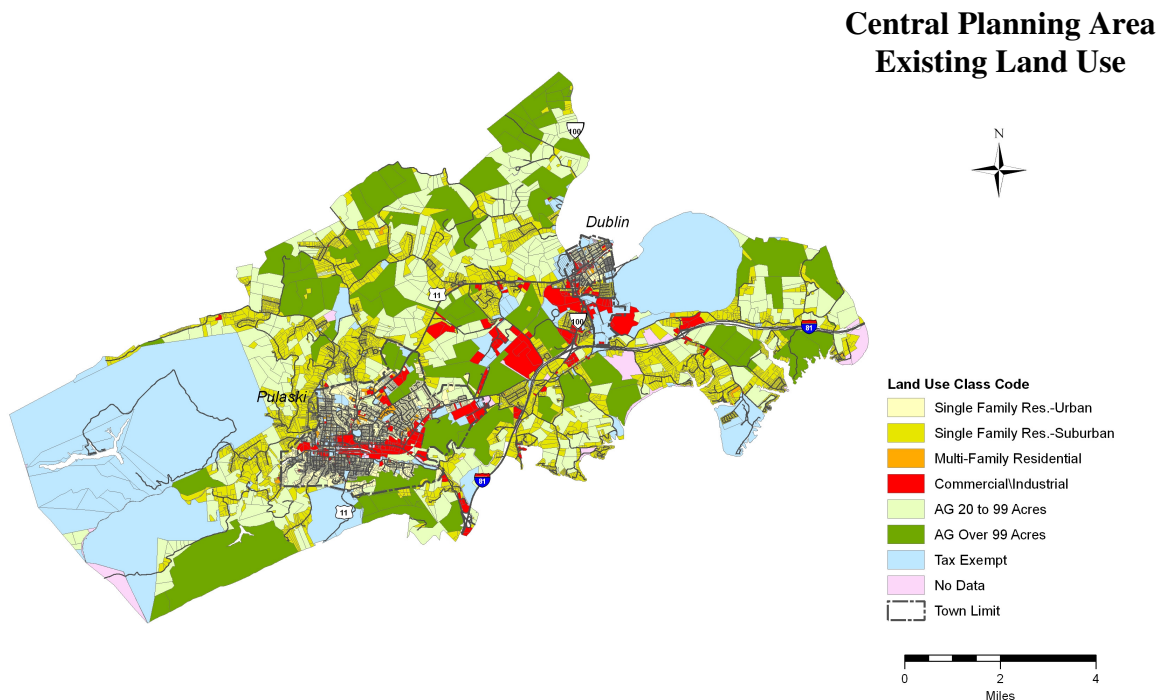 Central Planning Area
Existing Land Use
N
100
Dublin
11
100
81
Pulaski
81
11
Land Use Class Code
Single Family Res.-Urban
Single Family Res.-Suburban
Multi-Family Residential
Commercial\Industrial
AG 20 to 99 Acres
AG Over 99 Acres
Tax Exempt
No Data
Town Limit
0 2 4
Miles